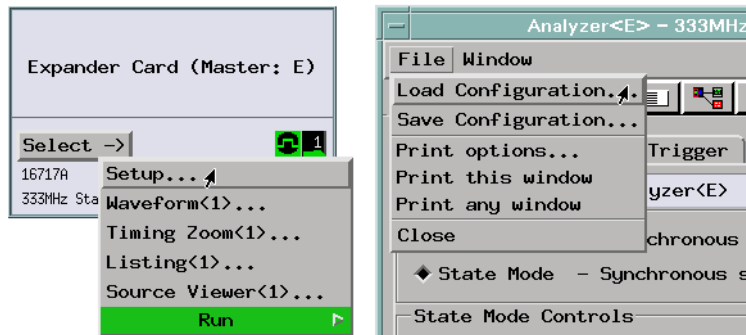 Expander Card (Master: E)
Select ->
1
16717A
333MHz Sta
Setup...
Waveform<1>...
Timing Zoom<1>...
Listing<1>...
Source Viewer<1>...
Run
Analyzer<E> - 333MHz
File Window
Load Configuration...
Save Configuration...
Print options...
Print this window
Print any window
Close
Trigger
yzer<E>
chronous
State Mode - Synchronous s
State Mode Controls